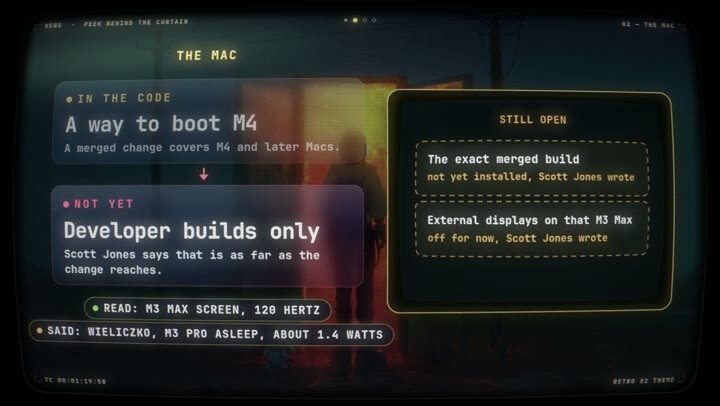 NEWS · PEEK BEHIND THE CURTAIN
02 — THE MAC
THE MAC
IN THE CODE
A way to boot M4
A merged change covers M4 and later Macs.
NOT YET
Developer builds only
Scott Jones says that is as far as the
change reaches.
READ: M3 MAX SCREEN, 120 HERTZ
SAID: WIELICZKO, M3 PRO ASLEEP, ABOUT 1.4 WATTS
STILL OPEN
The exact merged build
not yet installed, Scott Jones wrote
External displays on that M3 Max
off for now, Scott Jones wrote
TC 00:01:19:50
RETRO 82 THEME